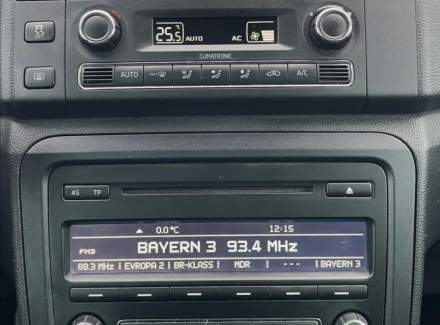 25.5 °C AUTO AC
CLIMATRONIC
AUTO MAX A/C
AS TP
0.0°C 12:15
FM3 BAYERN 3 93.4 MHz
88.3 MHz | EVROPA 2 | BR-KLASS | MDR | --- | BAYERN 3